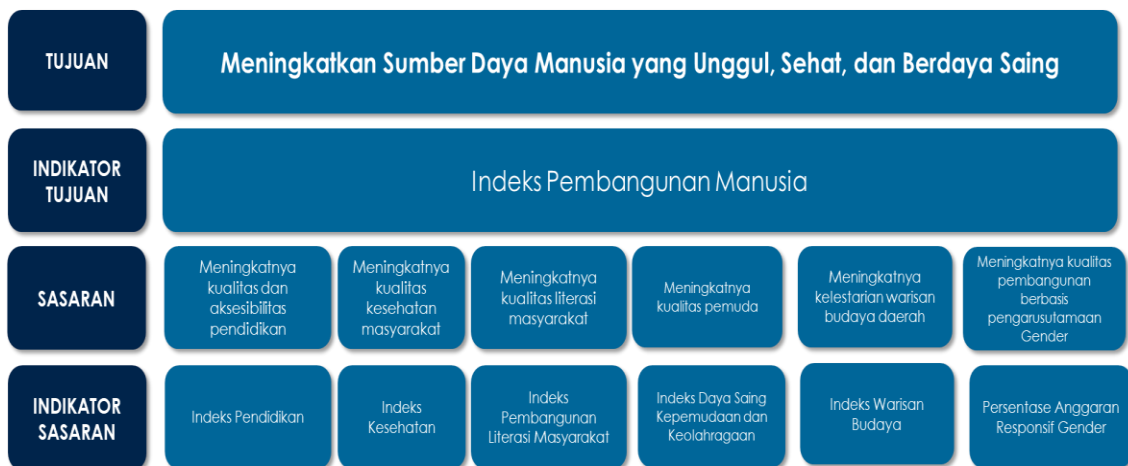 TUJUAN
Meningkatkan Sumber Daya Manusia yang Unggul, Sehat, dan Berdaya Saing
INDIKATOR
TUJUAN
Indeks Pembangunan Manusia
SASARAN
Meningkatnya
kualitas dan
aksesibilitas
pendidikan
Meningkatnya
kualitas
kesehatan
masyarakat
Meningkatnya
kualitas literasi
masyarakat
Meningkatnya
kualitas pemuda
Meningkatnya
kelestarian warisan
budaya daerah
Meningkatnya kualitas
pembangunan
berbasis
pengarusutamaan
Gender
INDIKATOR
SASARAN
Indeks Pendidikan
Indeks
Kesehatan
Indeks
Pembangunan
Literasi Masyarakat
Indeks Daya Saing
Kepemudaan dan
Keolahragaan
Indeks Warisan
Budaya
Persentase Anggaran
Responsif Gender